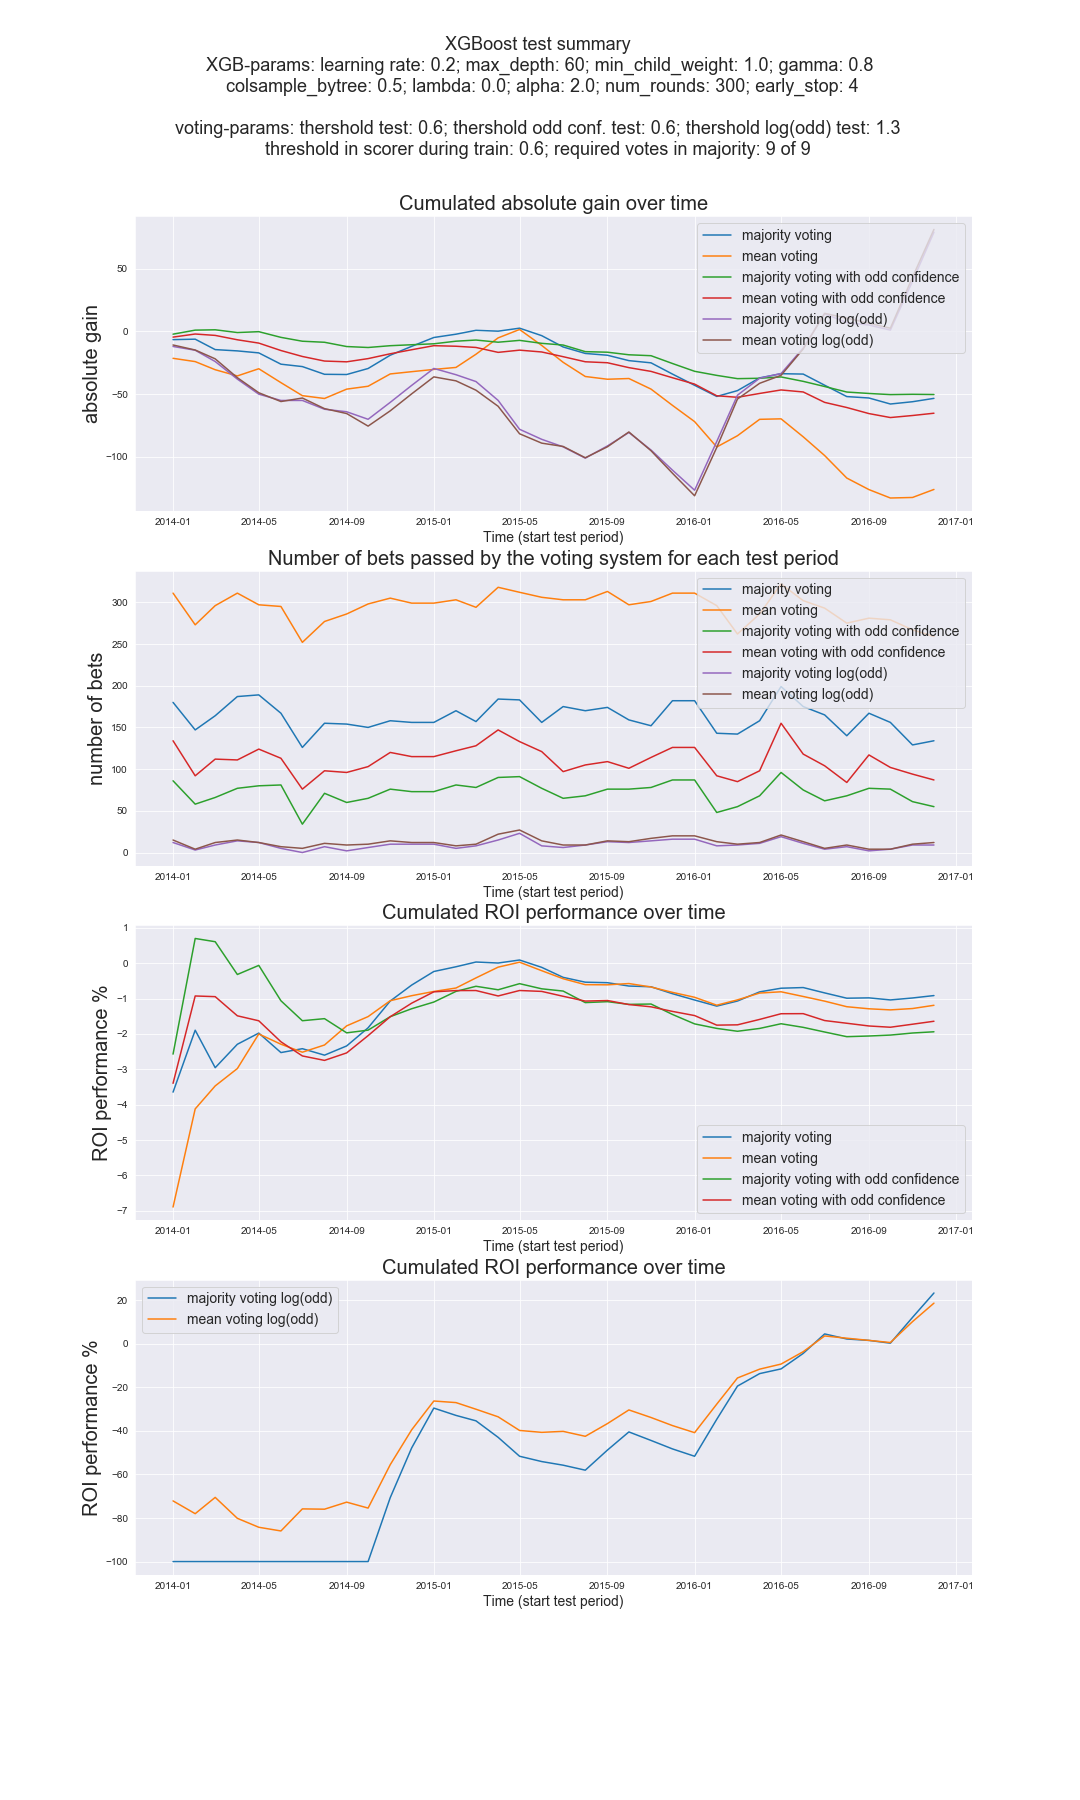 XGBoost test summary
XGB-params: learning rate: 0.2; max_depth: 60; min_child_weight: 1.0; gamma: 0.8
colsample_bytree: 0.5; lambda: 0.0; alpha: 2.0; num_rounds: 300; early_stop: 4
voting-params: thershold test: 0.6; thershold odd conf. test: 0.6; thershold log(odd) test: 1.3
threshold in scorer during train: 0.6; required votes in majority: 9 of 9
Cumulated absolute gain over time
absolute gain
50
0
−50
−100
majority voting
mean voting
majority voting with odd confidence
mean voting with odd confidence
majority voting log(odd)
mean voting log(odd)
2014-01 2014-05 2014-09 2015-01 2015-05 2015-09 2016-01 2016-05 2016-09 2017-01
Time (start test period)
Number of bets passed by the voting system for each test period
number of bets
300
250
200
150
100
50
0
majority voting
mean voting
majority voting with odd confidence
mean voting with odd confidence
majority voting log(odd)
mean voting log(odd)
2014-01 2014-05 2014-09 2015-01 2015-05 2015-09 2016-01 2016-05 2016-09 2017-01
Time (start test period)
Cumulated ROI performance over time
ROI performance %
1
0
−1
−2
−3
−4
−5
−6
−7
majority voting
mean voting
majority voting with odd confidence
mean voting with odd confidence
2014-01 2014-05 2014-09 2015-01 2015-05 2015-09 2016-01 2016-05 2016-09 2017-01
Time (start test period)
Cumulated ROI performance over time
ROI performance %
20
0
−20
−40
−60
−80
−100
majority voting log(odd)
mean voting log(odd)
2014-01 2014-05 2014-09 2015-01 2015-05 2015-09 2016-01 2016-05 2016-09 2017-01
Time (start test period)